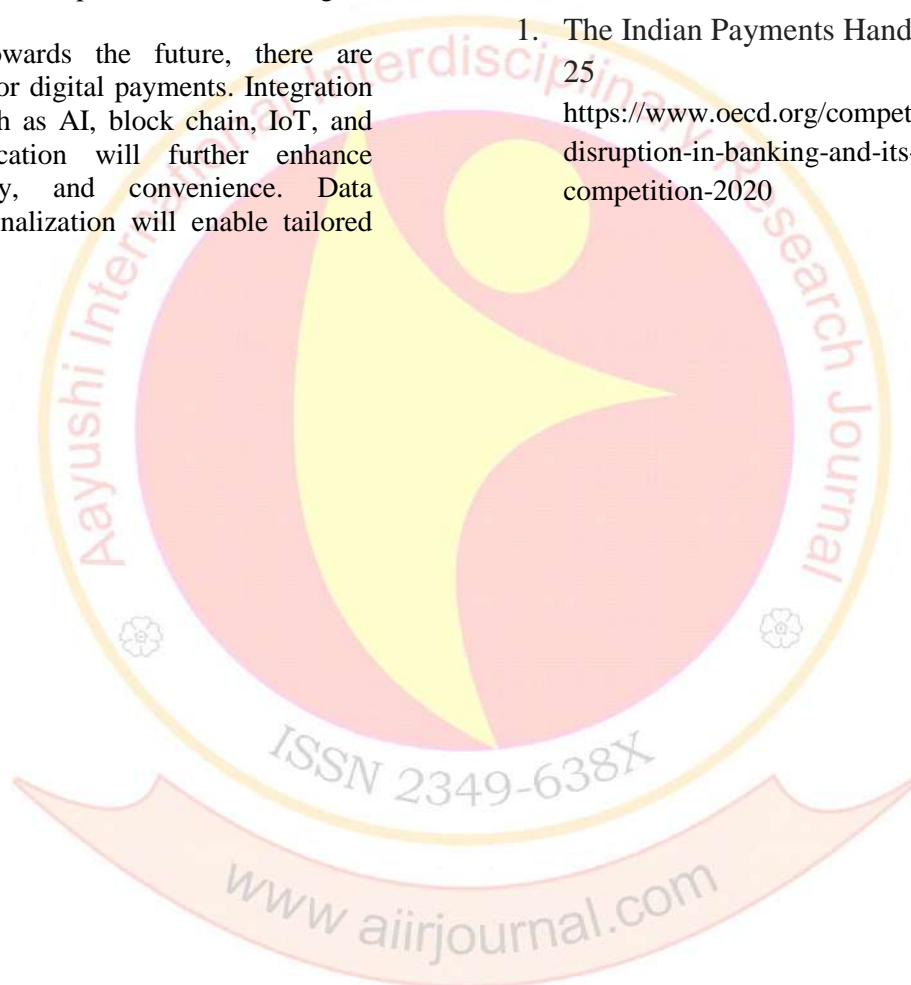 wards the future, there are
or digital payments. Integration
h as AI, block chain, IoT, and
cation will further enhance
y, and convenience. Data
nalization will enable tailored
1. The Indian Payments Hand
25
https://www.oecd.org/compet
disruption-in-banking-and-its-
competition-2020
Aayushi International Interdisciplinary Research Journal
ISSN 2349-638X
www aiirjournal.com